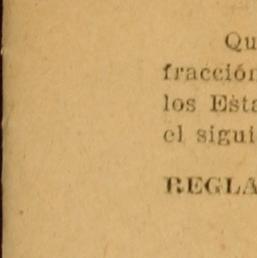 Qu
fracción
los Esta
el sigui
REGLA